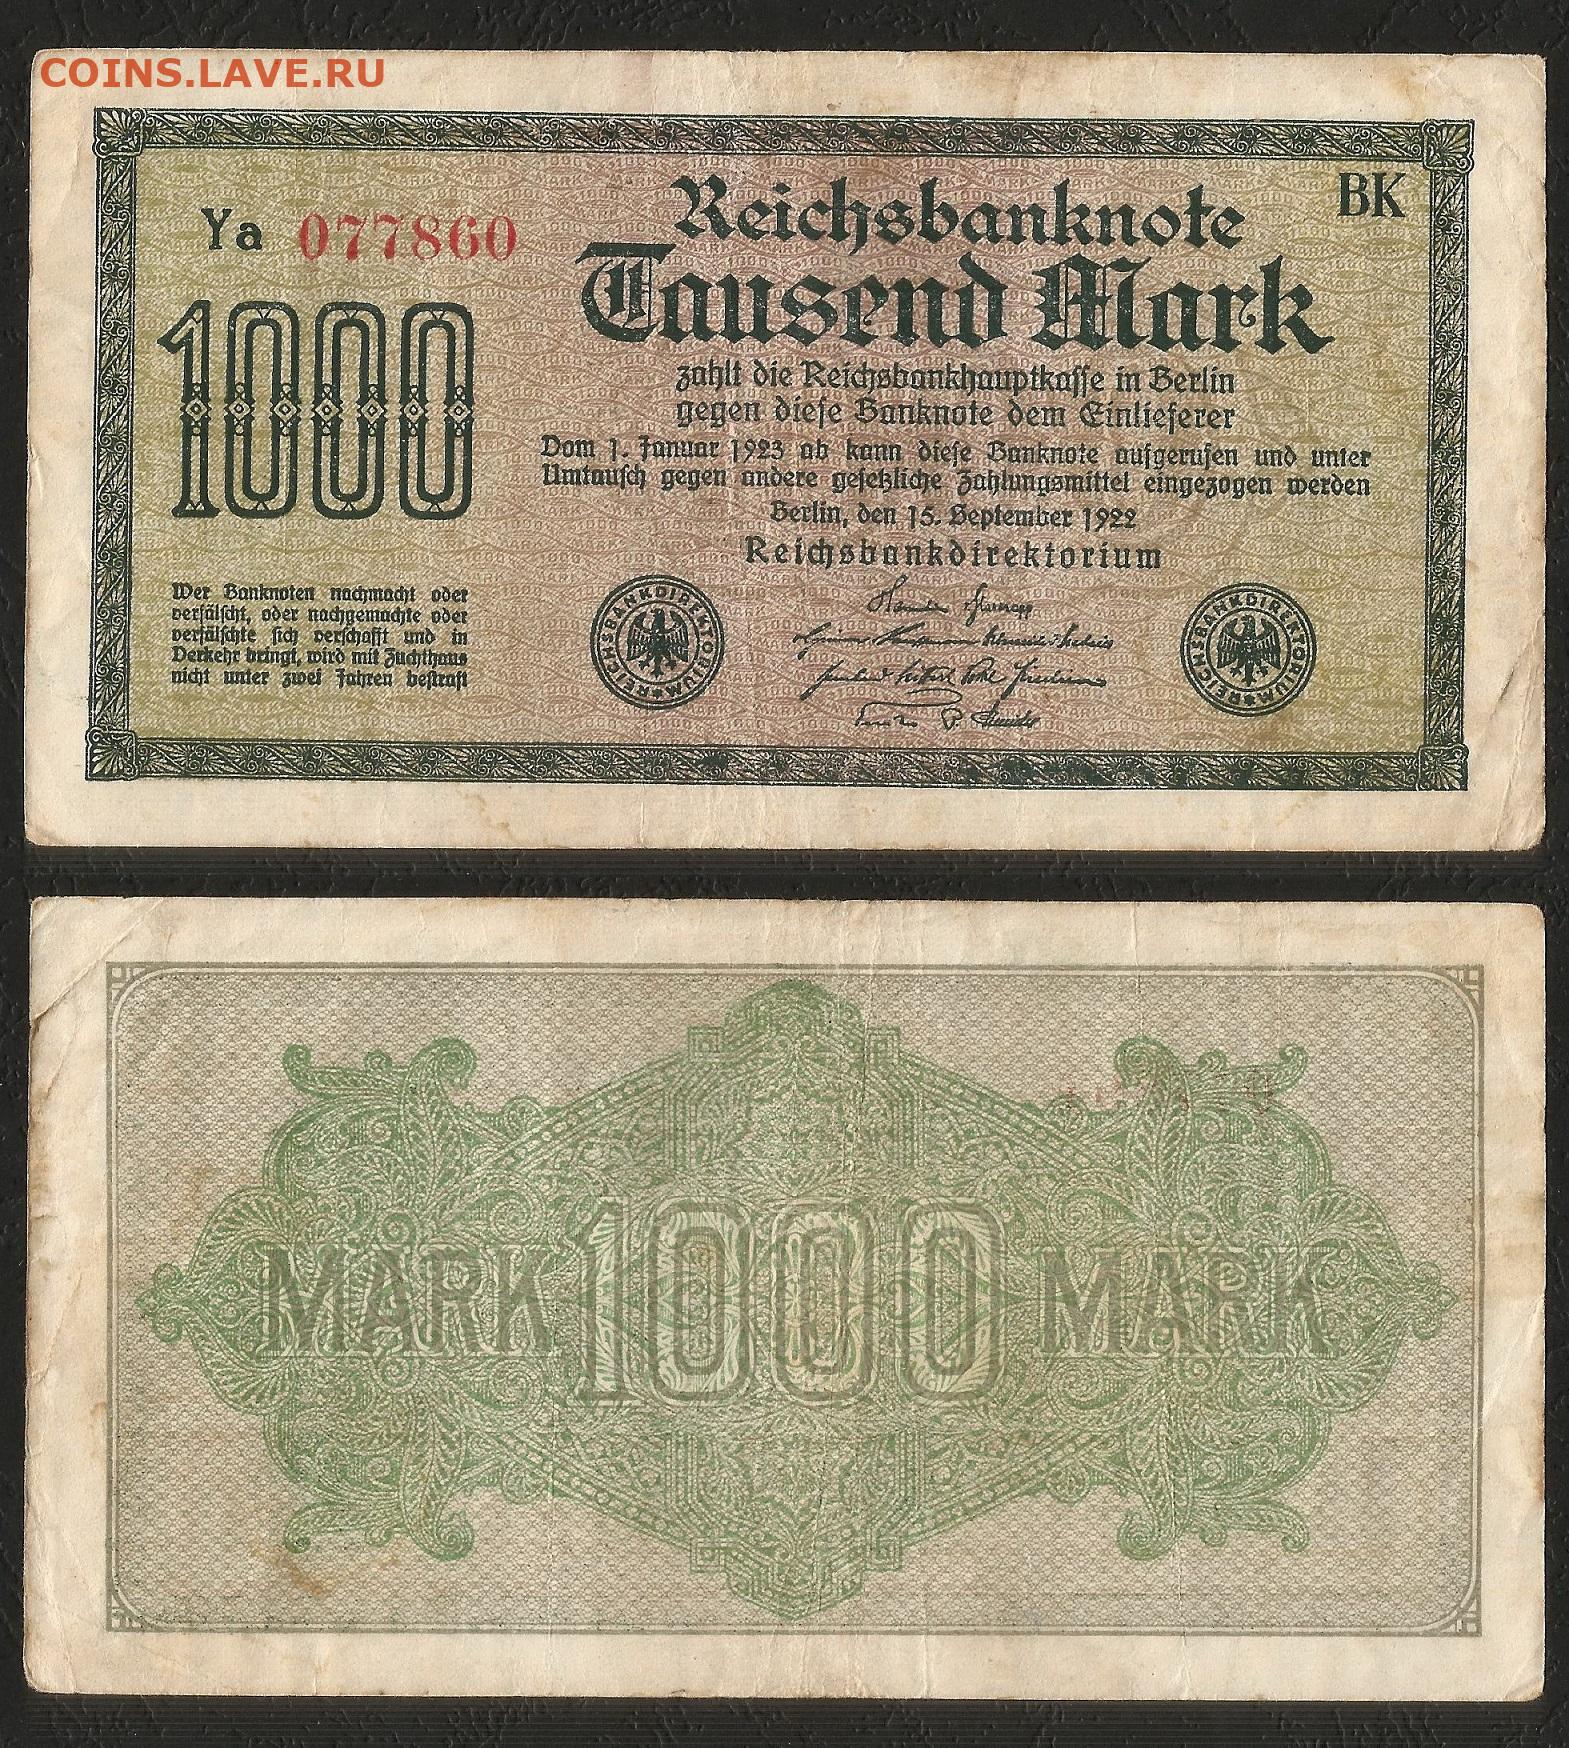 COINS.LAVE.RU
Ya 077860
BK
Reichsbanknote
Tausend Mark
1000
zahlt die Reichsbankhauptkasse in Berlin
gegen diese Banknote dem Einlieferer
Vom 1. Januar 1923 ab kann diese Banknote aufgerufen und unter
Umtausch gegen andere gesetzliche Zahlungsmittel eingezogen werden
Berlin, den 15. September 1922
Reichsbankdirektorium
Wer Banknoten nachmacht oder
verfälscht, oder nachgemachte oder
verfälschte sich verschafft und in
Verkehr bringt, wird mit Zuchthaus
nicht unter zwei Jahren bestraft
REICHSBANKDIREKTORIUM
REICHSBANKDIREKTORIUM
MARK 1000 MARK